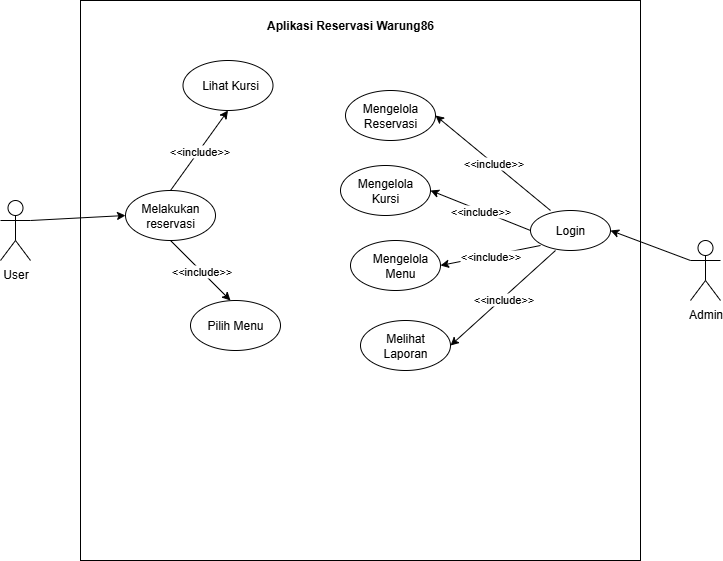 Aplikasi Reservasi Warung86
Lihat Kursi
<<include>>
Melakukan
reservasi
<<include>>
Pilih Menu
User
Mengelola
Reservasi
<<include>>
Mengelola
Kursi
<<include>>
Login
Mengelola
Menu
<<include>>
<<include>>
Melihat
Laporan
Admin